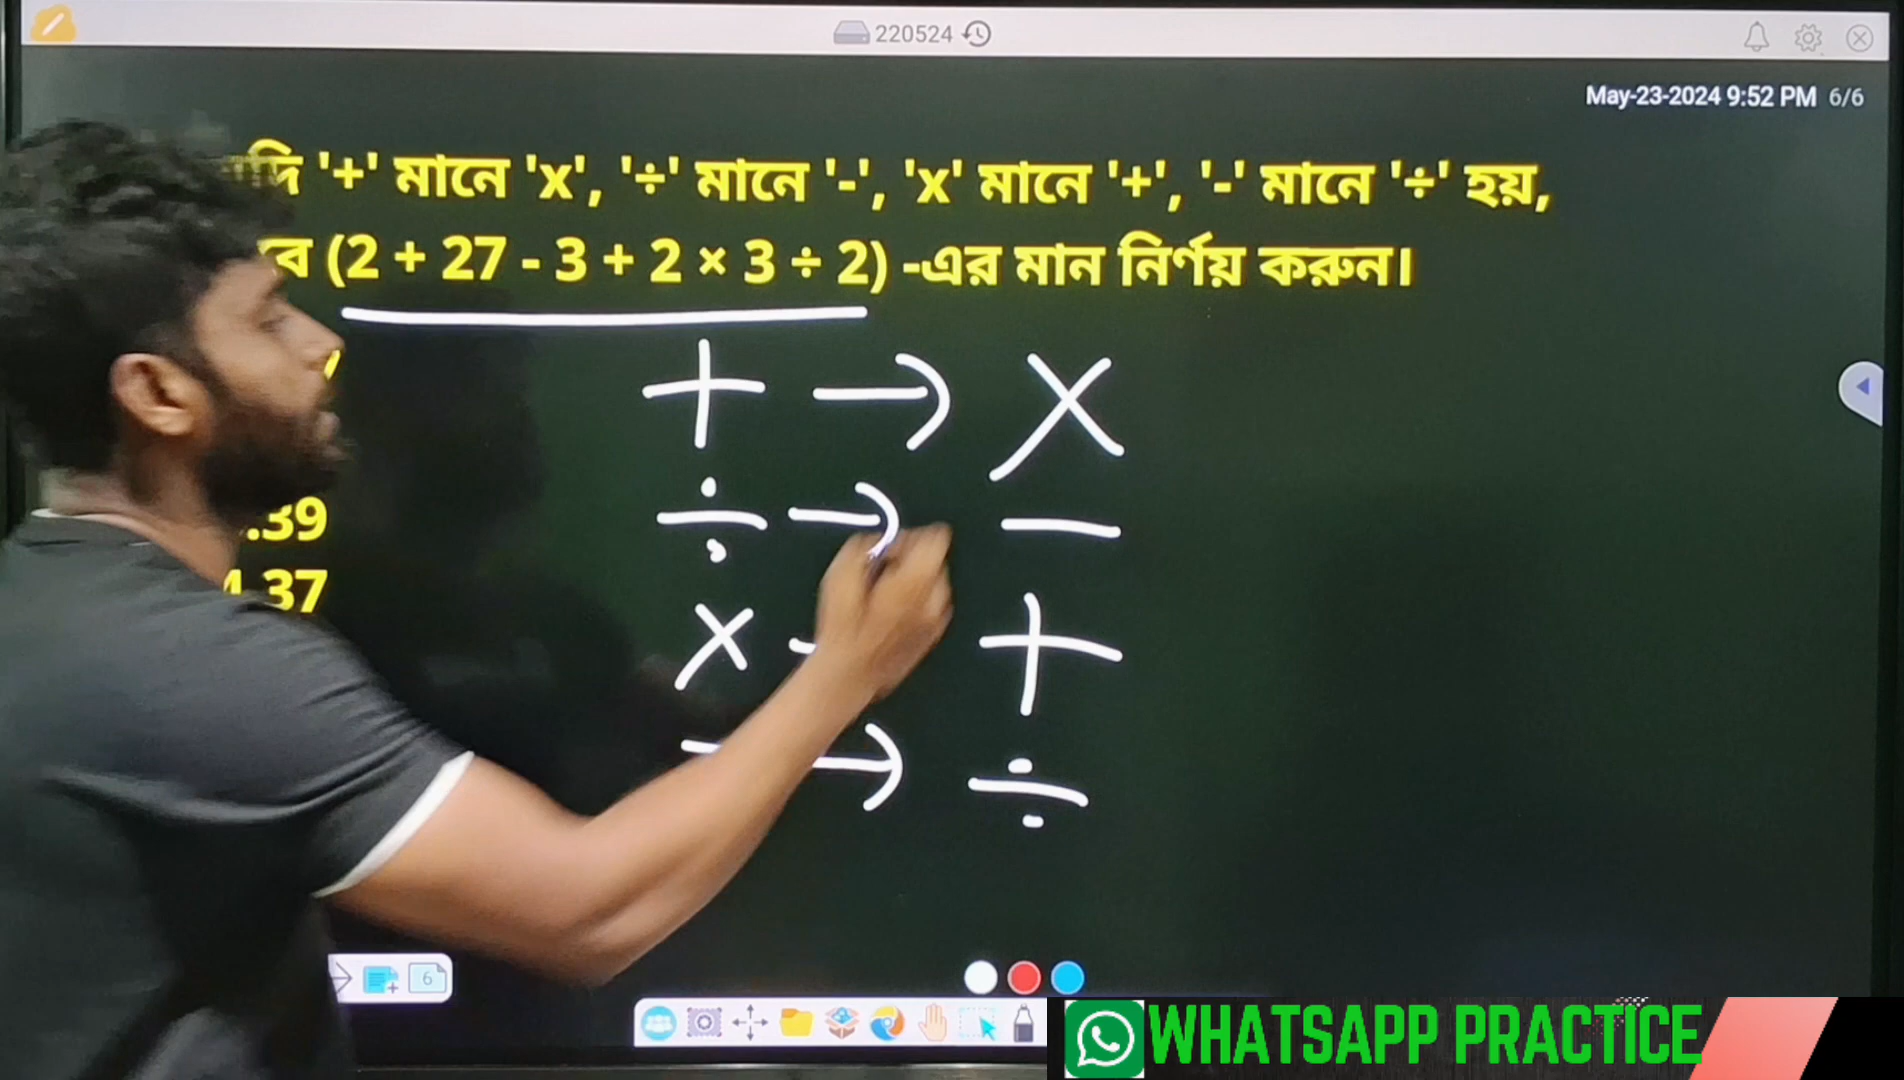 220524
May-23-2024 9:52 PM 6/6
'+' মানে 'x', '÷' মানে '-', 'x' মানে '+', '-' মানে '÷' হয়,
(2 + 27 - 3 + 2 × 3 ÷ 2) -এর মান নির্ণয় করুন।
+ → ×
÷ → -
.39
× +
4.37
- → ÷
6
WHATSAPP PRACTICE